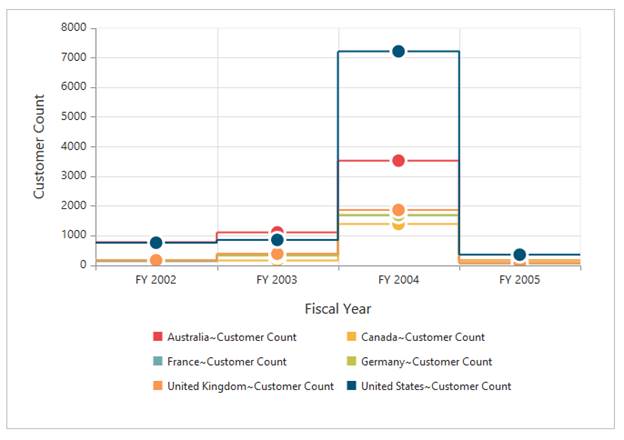 8000
7000
6000
5000
4000
3000
2000
1000
0
Customer Count
FY 2002 FY 2003 FY 2004 FY 2005
Fiscal Year
Australia~Customer Count Canada~Customer Count
France~Customer Count Germany~Customer Count
United Kingdom~Customer Count United States~Customer Count